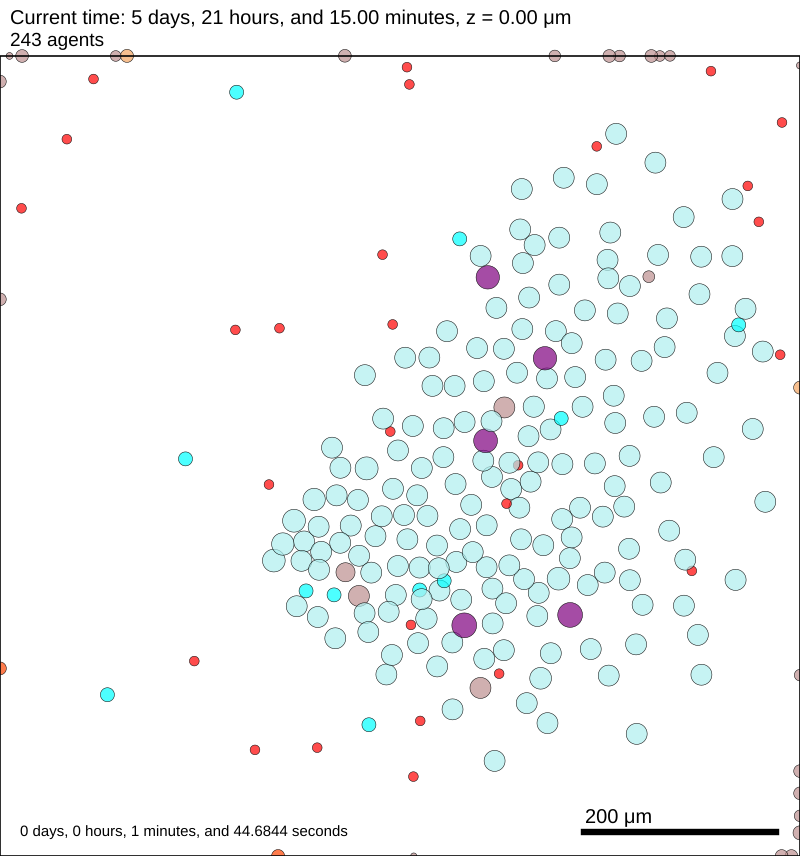 Current time: 5 days, 21 hours, and 15.00 minutes, z = 0.00 μm
243 agents
200 μm
0 days, 0 hours, 1 minutes, and 44.6844 seconds